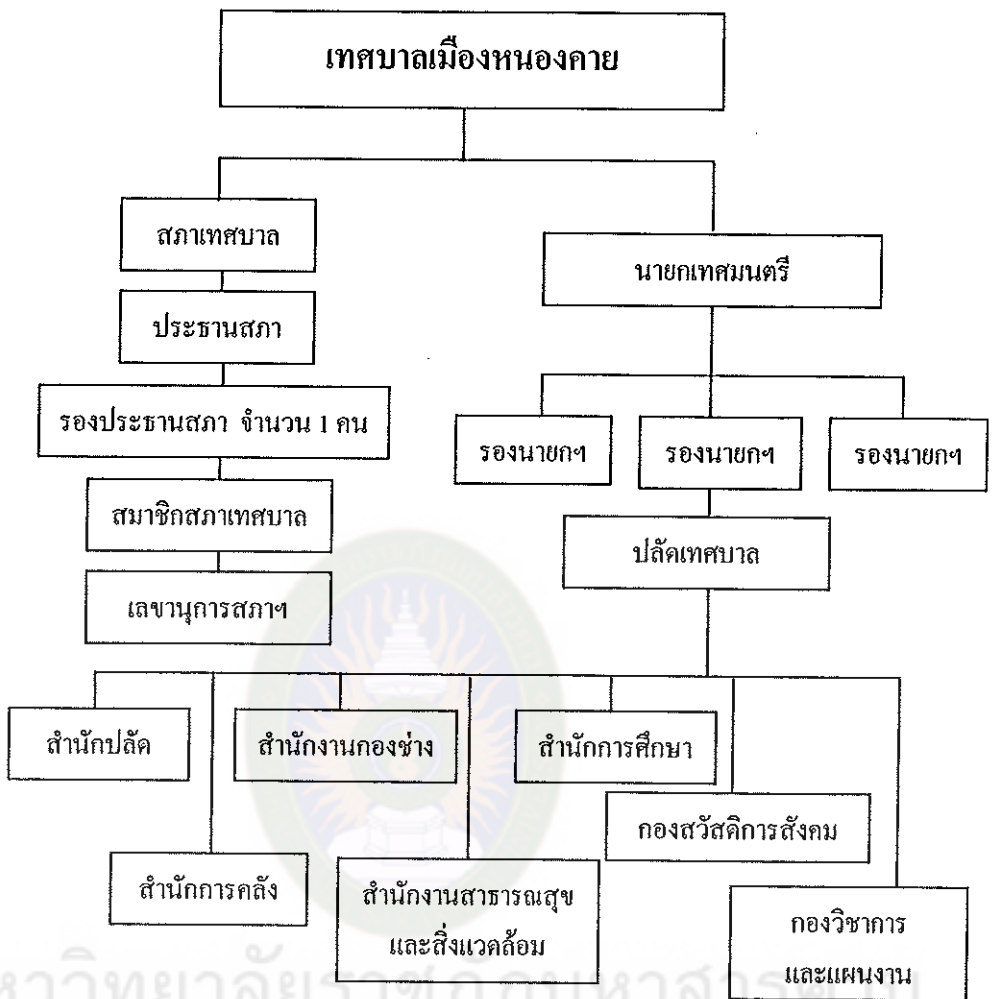 เทศบาลเมืองหนองคาย
สภาเทศบาล
นายกเทศมนตรี
ประธานสภา
รองประธานสภา จำนวน 1 คน
รองนายกฯ
รองนายกฯ
รองนายกฯ
สมาชิกสภาเทศบาล
ปลัดเทศบาล
เลขานุการสภาฯ
สำนักปลัด
สำนักงานกองช่าง
สำนักการศึกษา
กองสวัสดิการสังคม
สำนักการคลัง
สำนักงานสาธารณสุข
และสิ่งแวดล้อม
กองวิชาการ
และแผนงาน